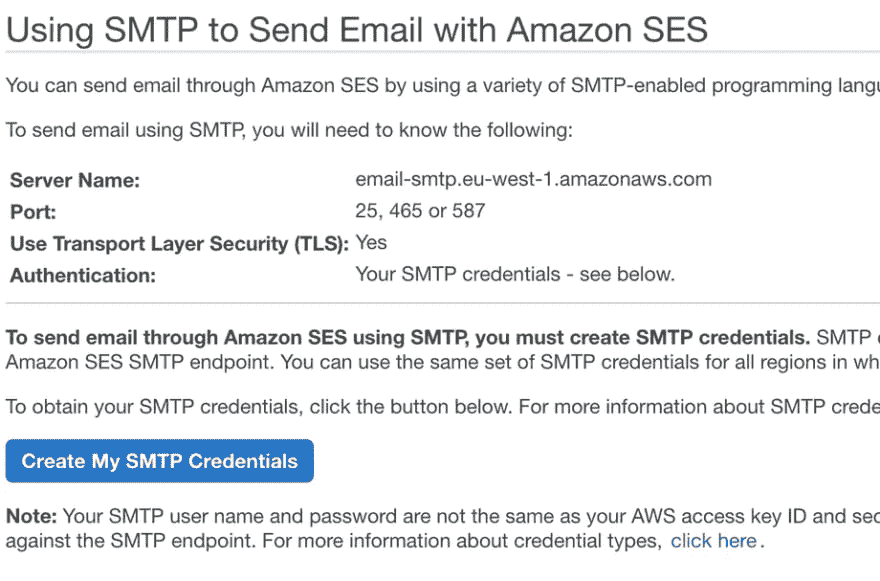 Using SMTP to Send Email with Amazon SES
You can send email through Amazon SES by using a variety of SMTP-enabled programming
To send email using SMTP, you will need to know the following:
Server Name: email-smtp.eu-west-1.amazonaws.com
Port: 25, 465 or 587
Use Transport Layer Security (TLS): Yes
Authentication: Your SMTP credentials - see below.
To send email through Amazon SES using SMTP, you must create SMTP credentials. SMTP
Amazon SES SMTP endpoint. You can use the same set of SMTP credentials for all regions in
To obtain your SMTP credentials, click the button below. For more information about SMTP
Create My SMTP Credentials
Note: Your SMTP user name and password are not the same as your AWS access key ID and
against the SMTP endpoint. For more information about credential types, click here.